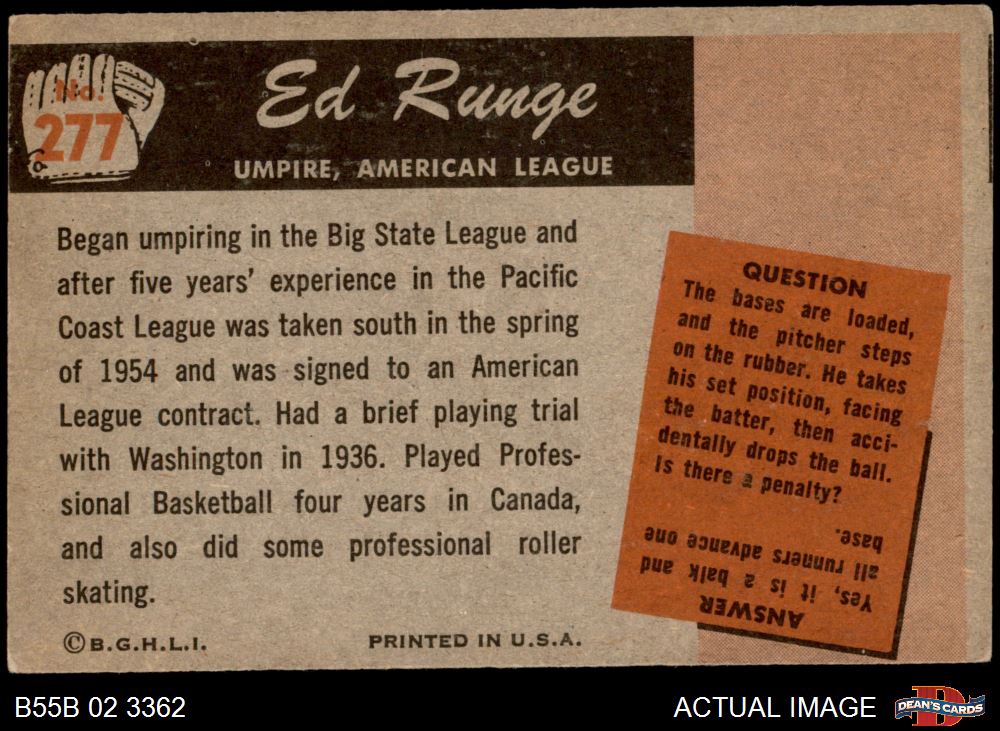 No.
277
Ed Runge
UMPIRE, AMERICAN LEAGUE
Began umpiring in the Big State League and
after five years' experience in the Pacific
Coast League was taken south in the spring
of 1954 and was signed to an American
League contract. Had a brief playing trial
with Washington in 1936. Played Profes-
sional Basketball four years in Canada,
and also did some professional roller
skating.
©B.G.H.L.I.
PRINTED IN U.S.A.
QUESTION
The bases are loaded,
and the pitcher steps
on the rubber. He takes
his set position, facing
the batter, then acci-
dentally drops the ball.
Is there a penalty?
ANSWER
Yes, it is a balk and
all runners advance one
base.
B55B 02 3362
ACTUAL IMAGE
D
DEAN'S CARDS